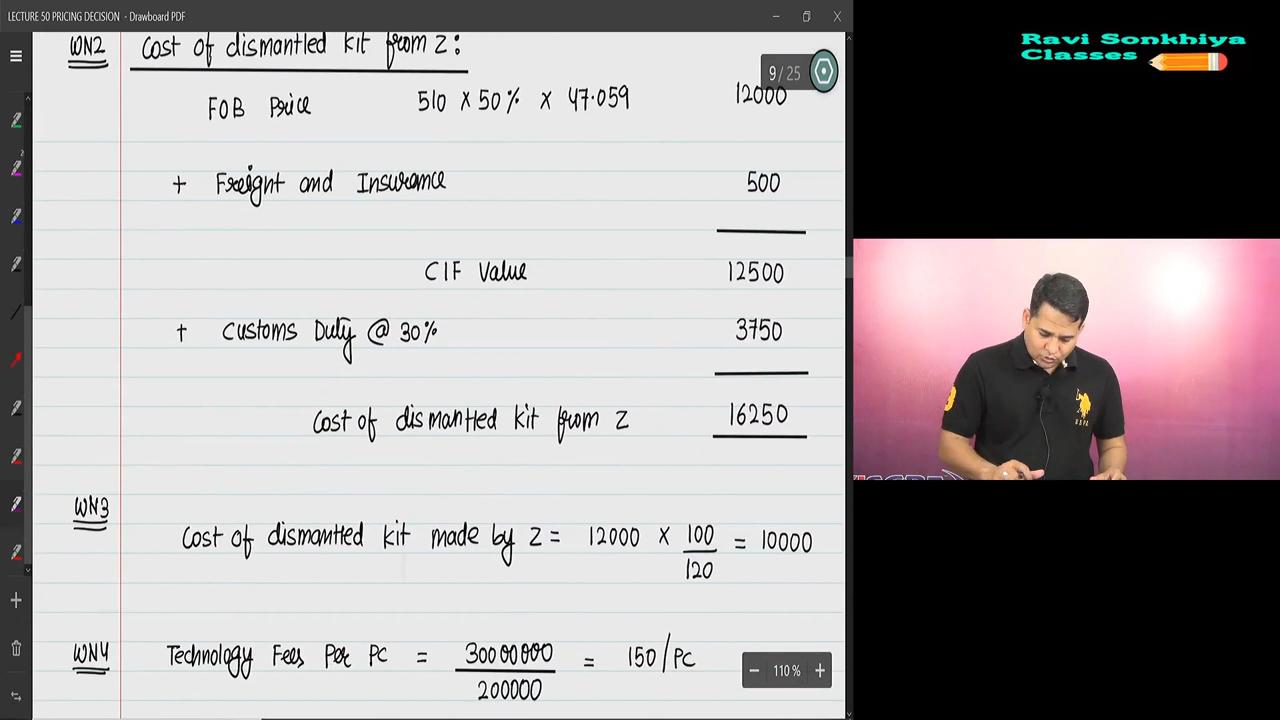 LECTURE 50 PRICING DECISION - Drawboard PDF
Ravi Sonkhiya
Classes
9 / 25
WN2 Cost of dismantled kit from Z:
FOB Price 510 X 50% X 47.059 12000
+ Freight and Insurance 500
CIF Value 12500
+ Customs Duty @ 30% 3750
Cost of dismantled kit from Z 16250
WN3
Cost of dismantled kit made by Z = 12000 X 100/120 = 10000
WN4 Technology Fees Per PC = 30000000/200000 = 150/PC
− 110 % +
U.S. P.A.